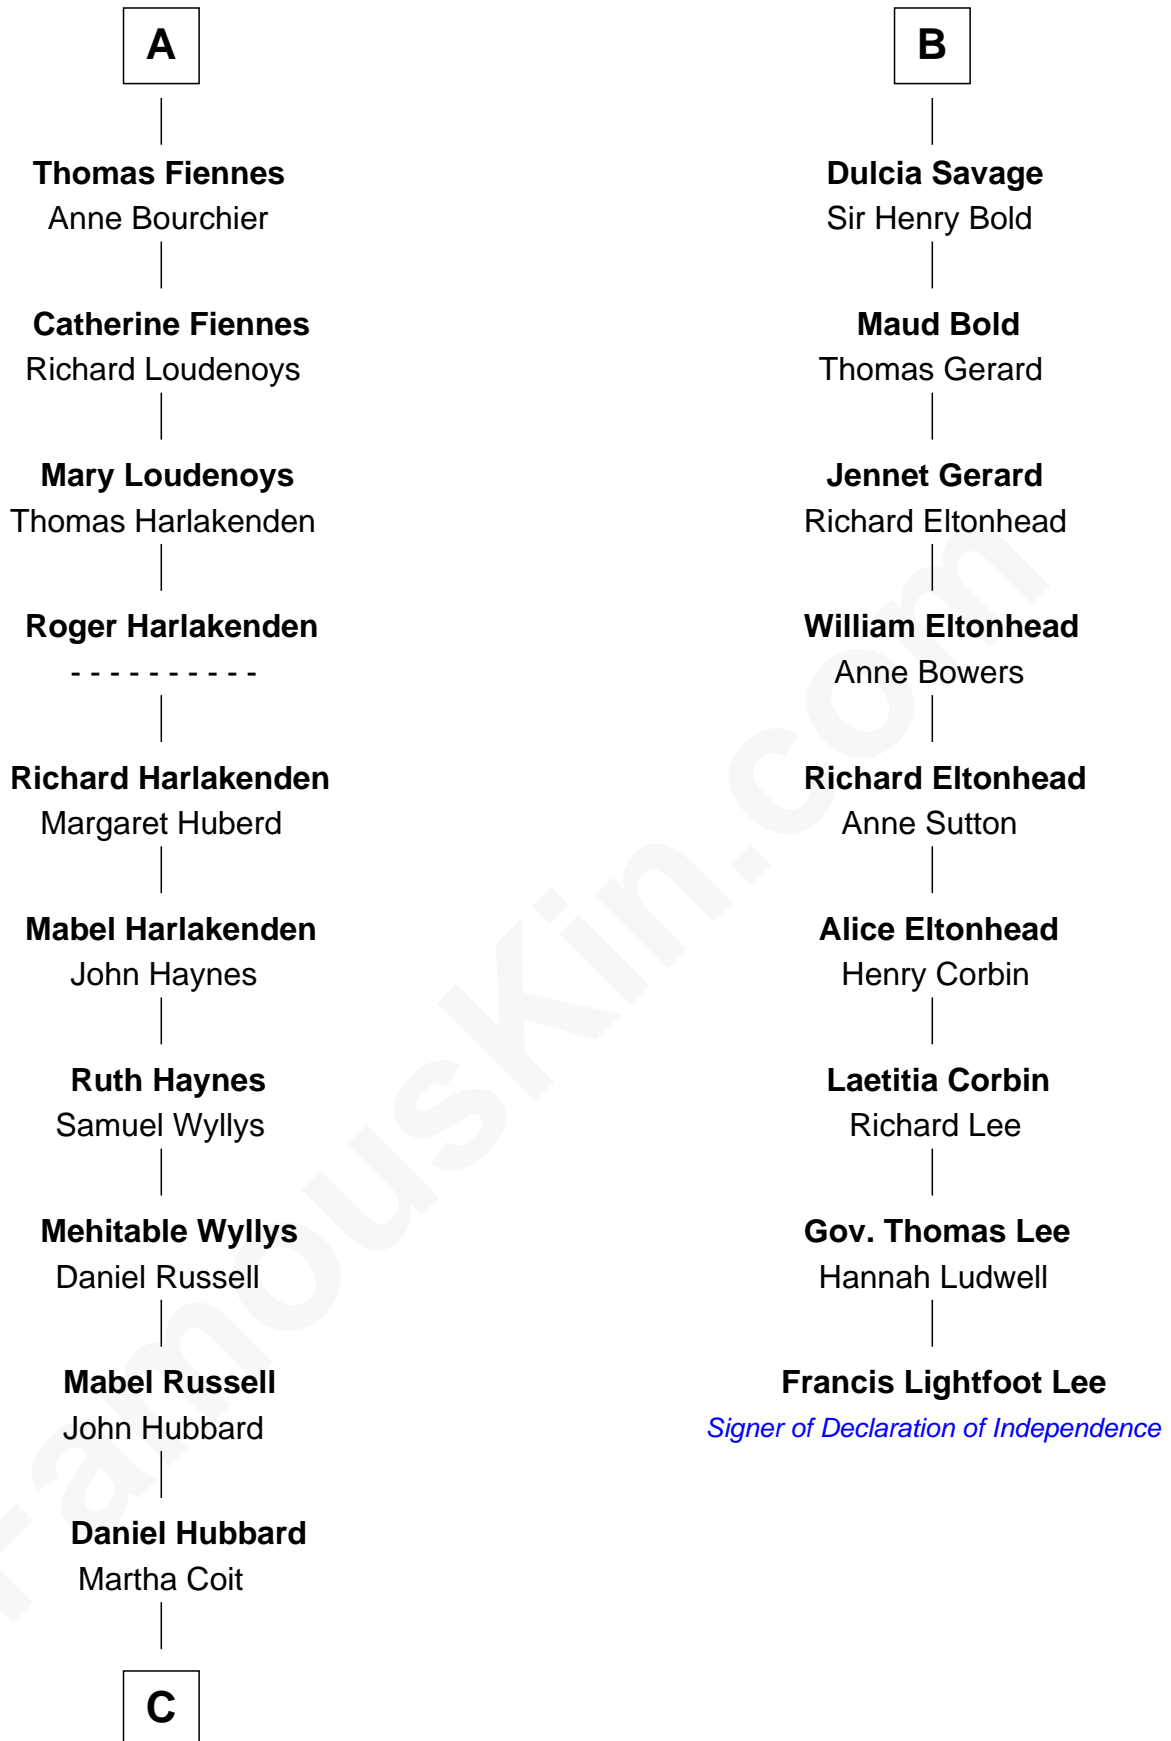 A
Thomas Fiennes
Anne Bourchier
Catherine Fiennes
Richard Loudenoys
Mary Loudenoys
Thomas Harlakenden
Roger Harlakenden
- - - - - - - - - -
Richard Harlakenden
Margaret Huberd
Mabel Harlakenden
John Haynes
Ruth Haynes
Samuel Wyllys
Mehitable Wyllys
Daniel Russell
Mabel Russell
John Hubbard
Daniel Hubbard
Martha Coit
C
B
Dulcia Savage
Sir Henry Bold
Maud Bold
Thomas Gerard
Jennet Gerard
Richard Eltonhead
William Eltonhead
Anne Bowers
Richard Eltonhead
Anne Sutton
Alice Eltonhead
Henry Corbin
Laetitia Corbin
Richard Lee
Gov. Thomas Lee
Hannah Ludwell
Francis Lightfoot Lee
Signer of Declaration of Independence
FamousKin.com